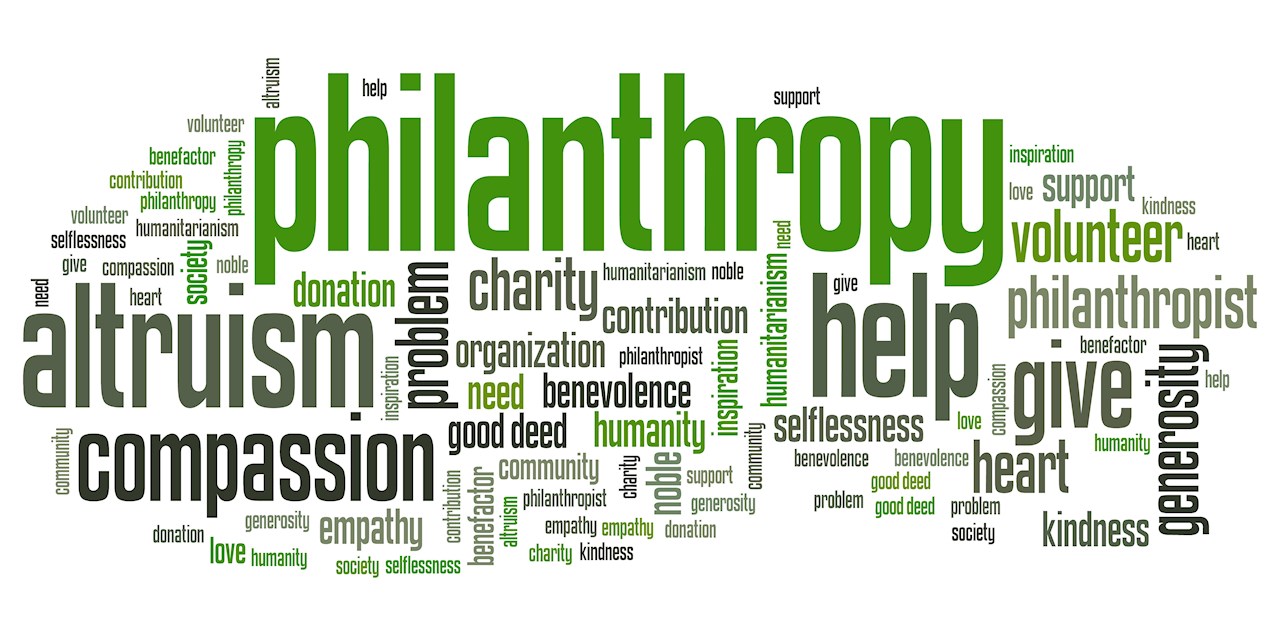 altruism
help
support
volunteer
philanthropy
benefactor
philanthropy
inspiration
contribution
love
support
philanthropy
kindness
volunteer
humanitarianism
volunteer
selflessness
heart
need
society
give
compassion
noble
problem
charity
humanitarianism
noble
humanitarianism
need
donation
help
give
philanthropist
heart
altruism
contribution
organization
philanthropist
inspiration
benefactor
inspiration
need
benevolence
compassion
give
generosity
help
selflessness
love
good deed
humanity
humanity
compassion
community
community
community
charity
noble
support
benevolence
benevolence
heart
contribution
benefactor
altruism
philanthropist
generosity
good deed
problem
good deed
problem
generosity
empathy
empathy
empathy
donation
society
kindness
donation
love
humanity
charity
kindness
society
selflessness